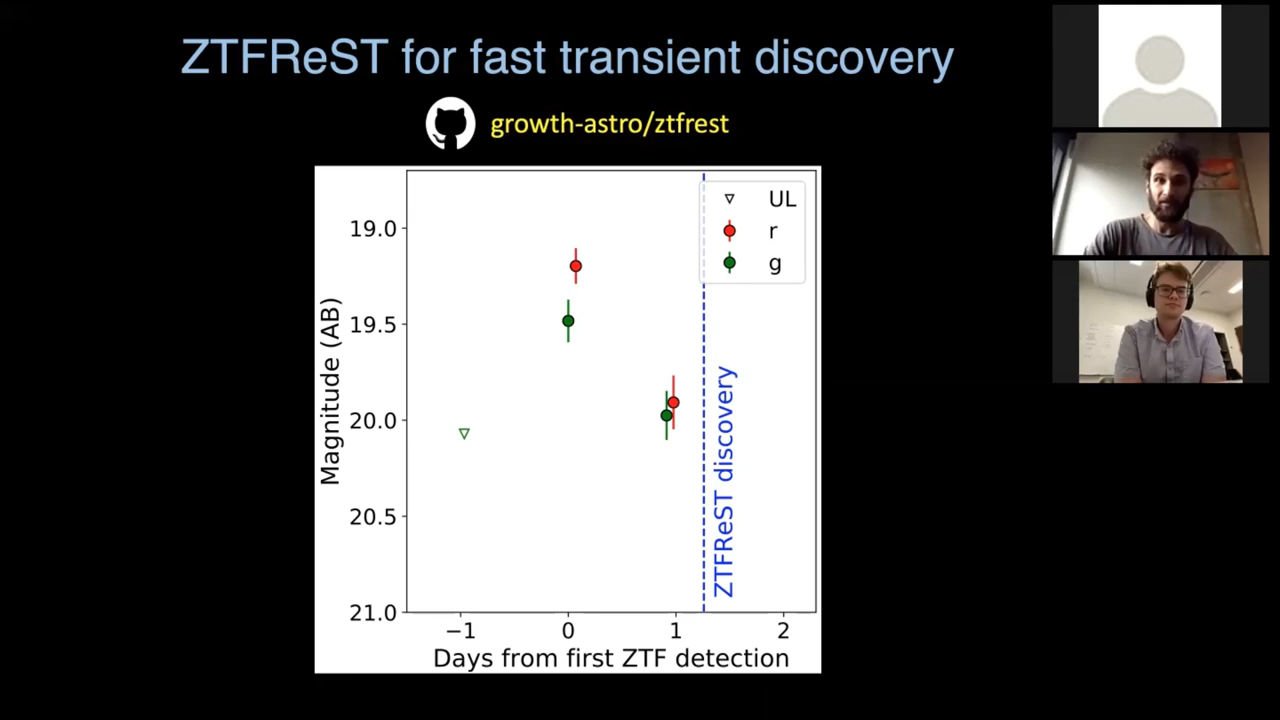 ZTFReST for fast transient discovery
growth-astro/ztfrest
UL
r
g
19.0
19.5
20.0
20.5
21.0
Magnitude (AB)
ZTFReST discovery
−1 0 1 2
Days from first ZTF detection